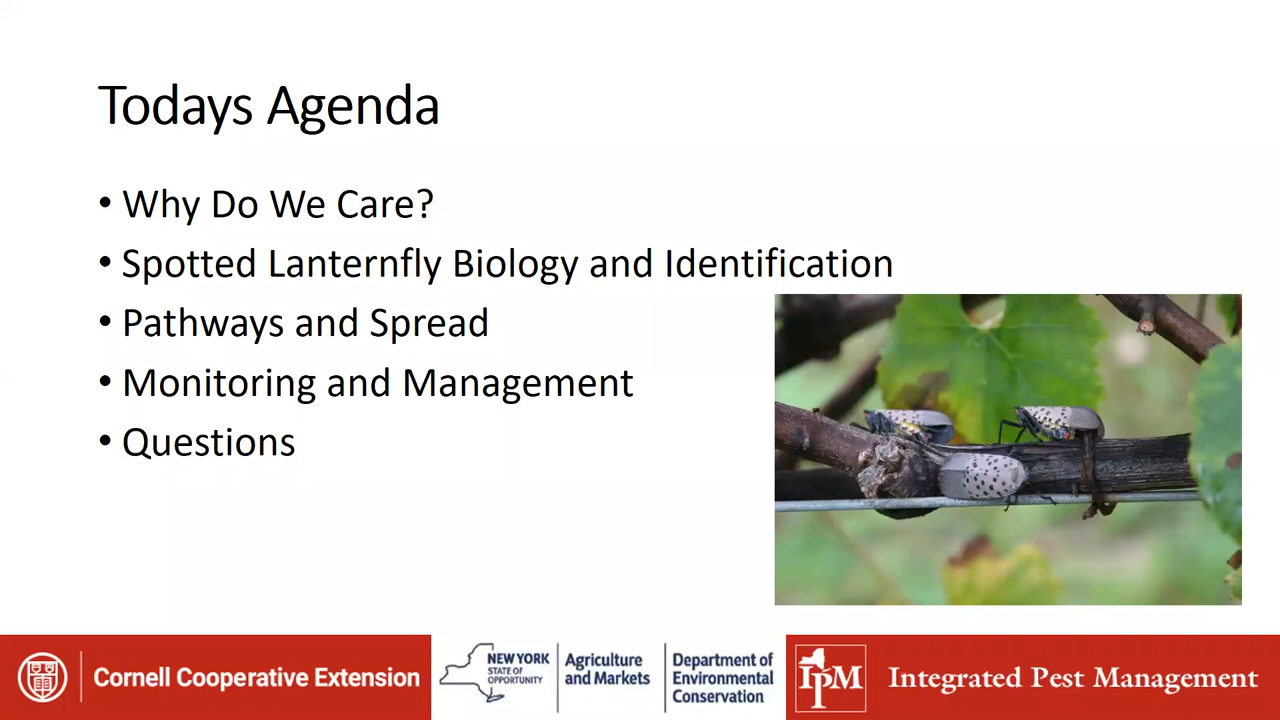 Todays Agenda
• Why Do We Care?
• Spotted Lanternfly Biology and Identification
• Pathways and Spread
• Monitoring and Management
• Questions
Cornell Cooperative Extension
NEW YORK
STATE OF
OPPORTUNITY
Agriculture
and Markets
Department of
Environmental
Conservation
IPM
Integrated Pest Management